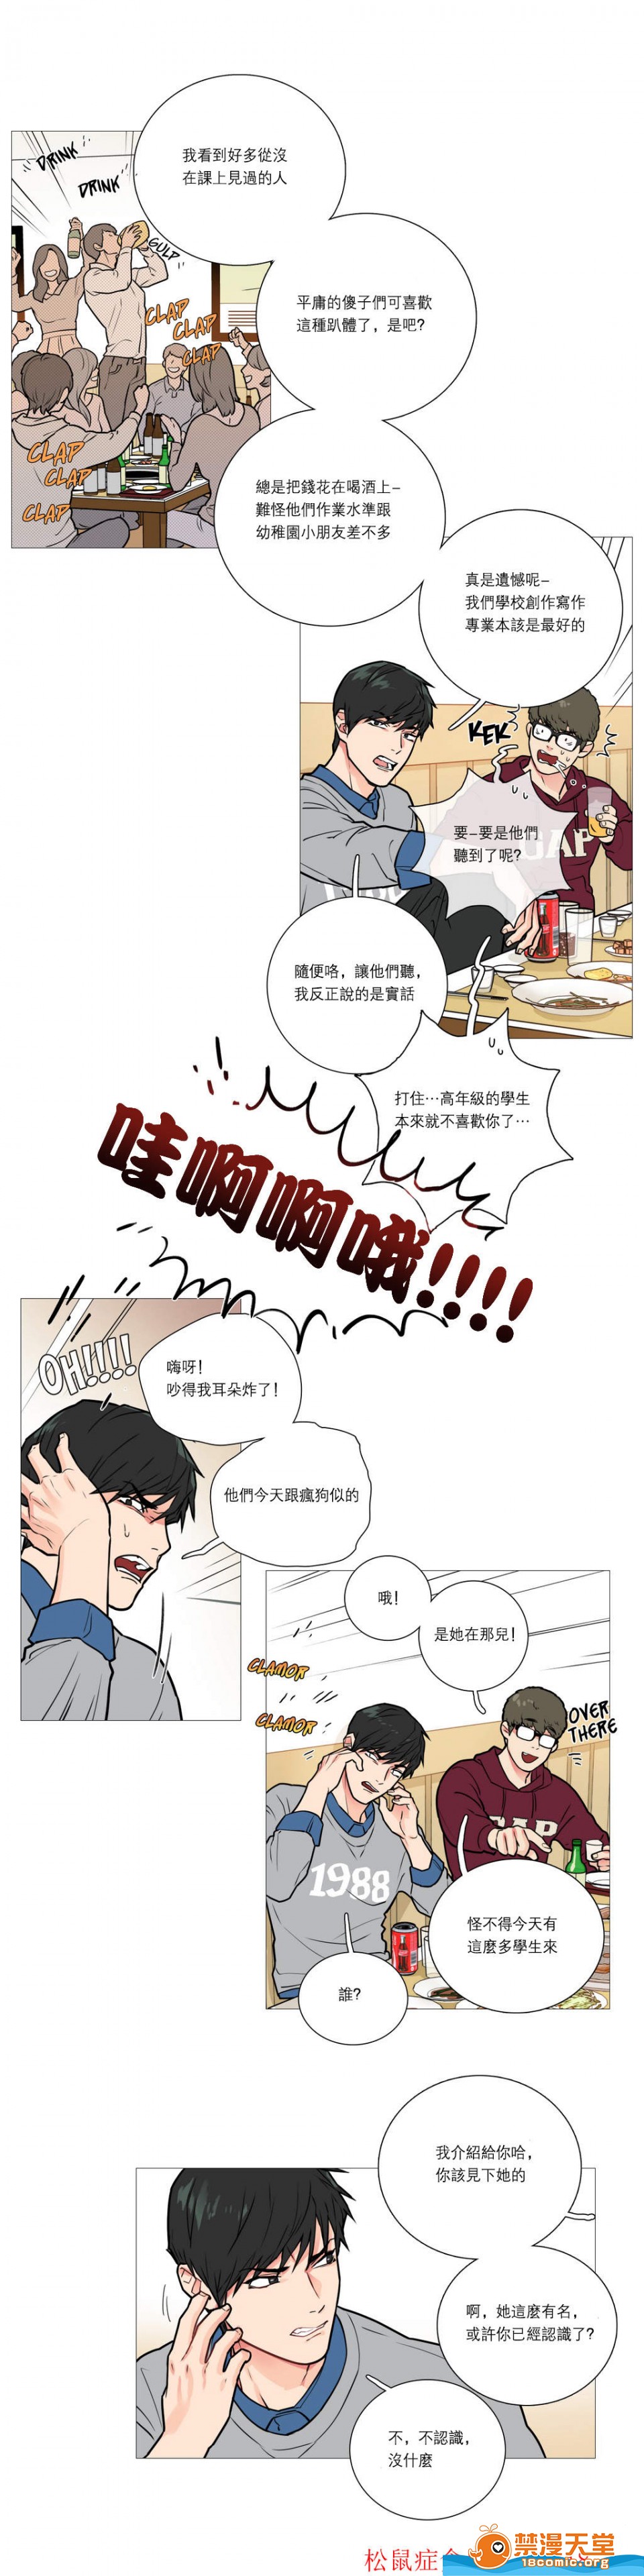 DRINK
DRINK
GULP
我看到好多從沒
在課上見過的人
平庸的傻子們可喜歡
這種趴體了，是吧？
CLAP
CLAP
CLAP
CLAP
CLAP
CLAP
總是把錢花在喝酒上-
難怪他們作業水準跟
幼稚園小朋友差不多
真是遺憾呢-
我們學校創作寫作
專業本該是最好的
KEK
要-要是他們
聽到了呢？
GAP
隨便咯，讓他們聽，
我反正說的是實話
打住…高年級的學生
本來就不喜歡你了…
哇啊啊哦!!!!
OH!!!!
嗨呀！
吵得我耳朵炸了！
他們今天跟瘋狗似的
哦！
是她在那兒！
CLAMOR
CLAMOR
OVER
THERE
GAP
1988
怪不得今天有
這麼多學生來
誰？
我介紹給你哈，
你該見下她的
啊，她這麼有名，
或許你已經認識了？
不，不認識，
沒什麼
松鼠症
禁漫天堂
18comic.org